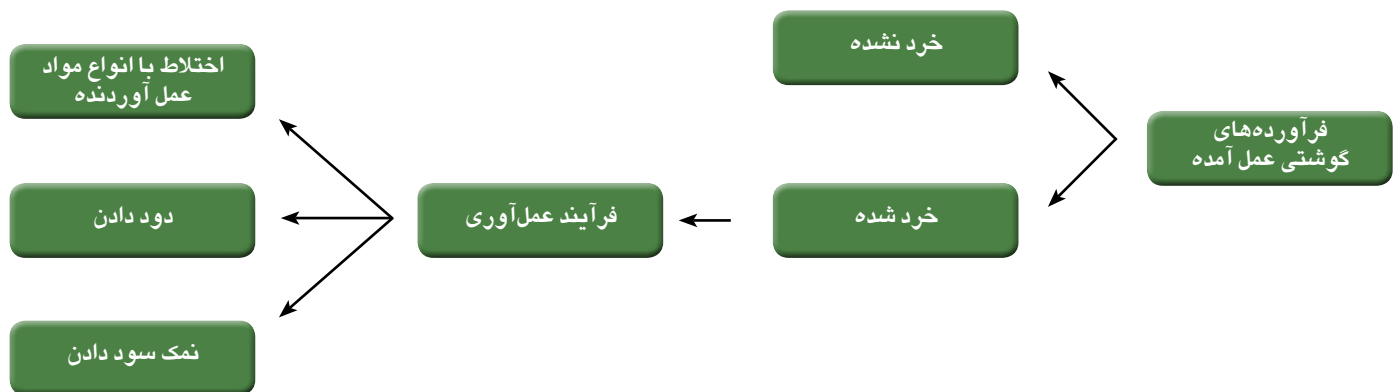 فرآورده‌های
گوشتی عمل آمده
خرد نشده
خرد شده
فرآیند عمل‌آوری
اختلاط با انواع مواد
عمل آوردنده
دود دادن
نمک سود دادن